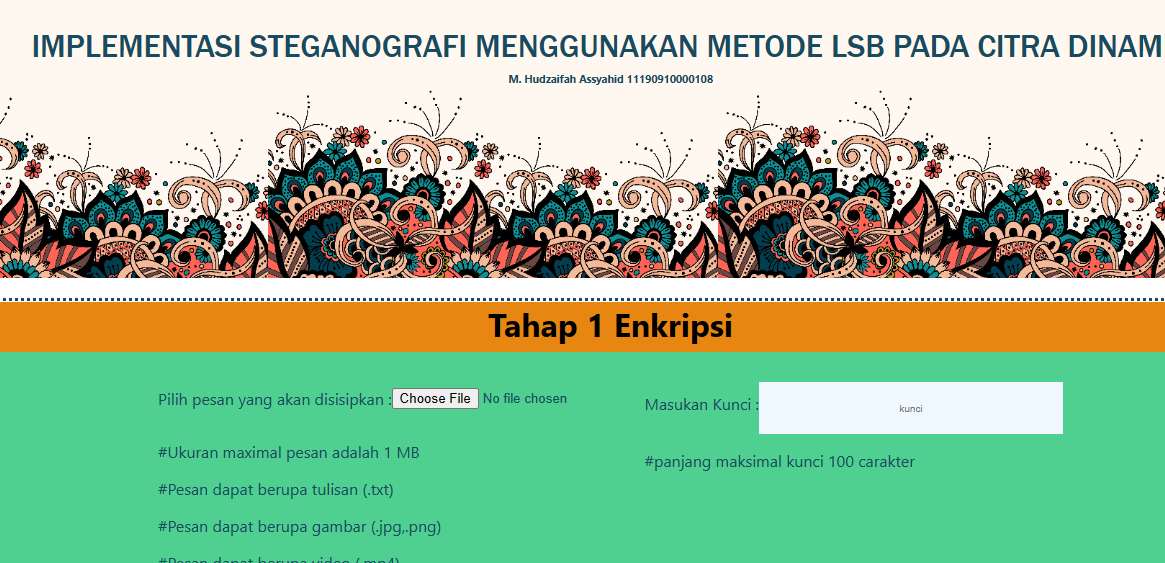 IMPLEMENTASI STEGANOGRAFI MENGGUNAKAN METODE LSB PADA CITRA DINAM
M. Hudzaifah Assyahid 11190910000108
Tahap 1 Enkripsi
Pilih pesan yang akan disisipkan : Choose File No file chosen
Masukan Kunci : kunci
#Ukuran maximal pesan adalah 1 MB
#panjang maksimal kunci 100 carakter
#Pesan dapat berupa tulisan (.txt)
#Pesan dapat berupa gambar (.jpg,.png)
#Pesan dapat berupa video (.mp4)